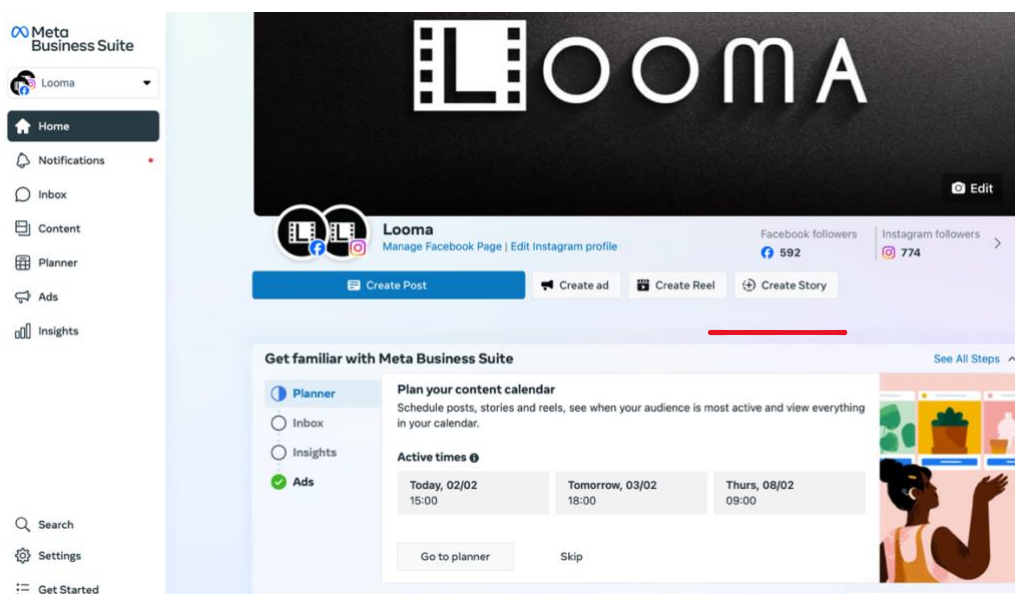 Meta
Business Suite
Looma
Home
Notifications
Inbox
Content
Planner
Ads
Insights
Search
Settings
Get Started
LOOMA
Edit
Looma
Manage Facebook Page | Edit Instagram profile
Facebook followers
592
Instagram followers
774
Create Post
Create ad
Create Reel
Create Story
Get familiar with Meta Business Suite
See All Steps
Planner
Inbox
Insights
Ads
Plan your content calendar
Schedule posts, stories and reels, see when your audience is most active and view everything
in your calendar.
Active times
Today, 02/02
15:00
Tomorrow, 03/02
18:00
Thurs, 08/02
09:00
Go to planner
Skip